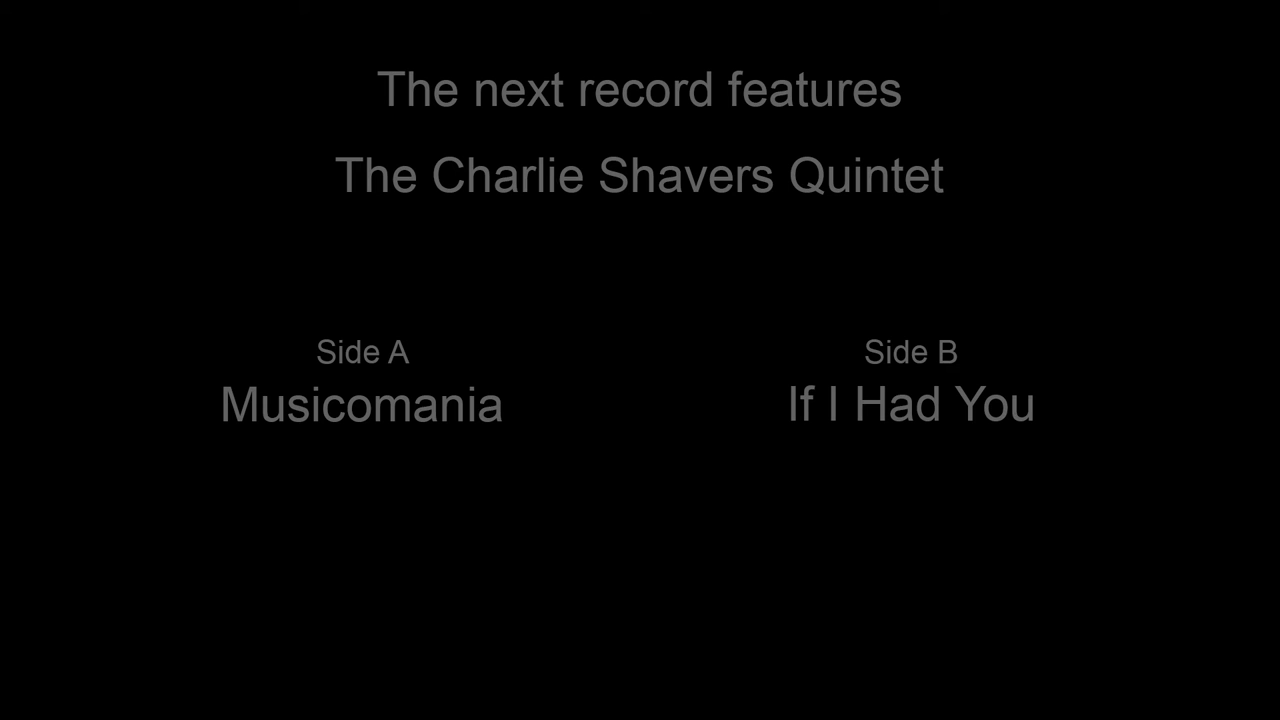 The next record features
The Charlie Shavers Quintet
Side A
Musicomania
Side B
If I Had You